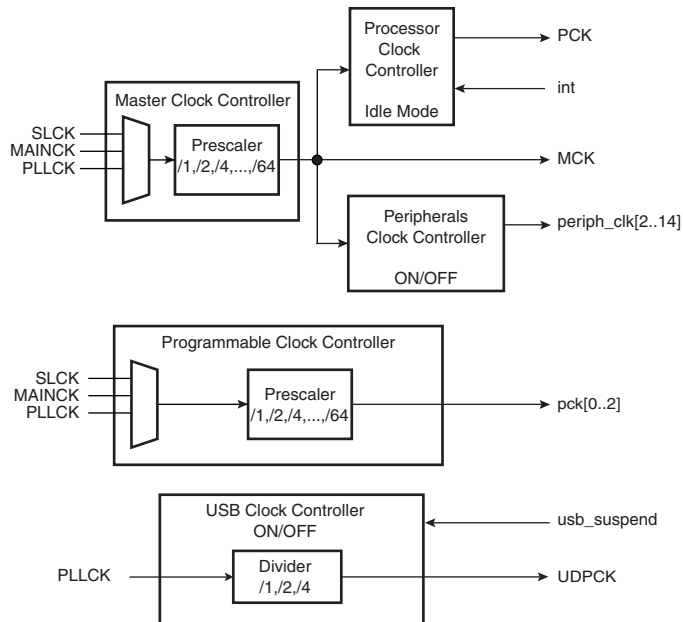 Processor
Clock
Controller
Idle Mode
PCK
int
Master Clock Controller
SLCK
MAINCK
PLLCK
Prescaler
/1,/2,/4,...,/64
MCK
Peripherals
Clock Controller
ON/OFF
periph_clk[2..14]
Programmable Clock Controller
SLCK
MAINCK
PLLCK
Prescaler
/1,/2,/4,...,/64
pck[0..2]
USB Clock Controller
ON/OFF
usb_suspend
PLLCK
Divider
/1,/2,/4
UDPCK